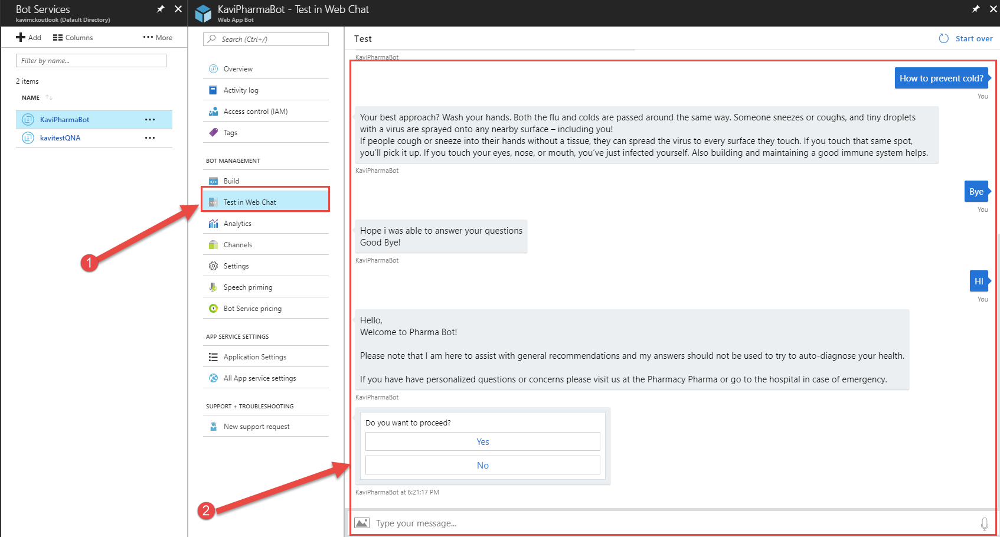 Bot Services
kavimckoutlook (Default Directory)
Add
Columns
More
Filter by name...
2 items
NAME
KaviPharmaBot
kavitestQNA
KaviPharmaBot - Test in Web Chat
Web App Bot
Search (Ctrl+/)
Overview
Activity log
Access control (IAM)
Tags
BOT MANAGEMENT
Build
Test in Web Chat
Analytics
Channels
Settings
Speech priming
Bot Service pricing
APP SERVICE SETTINGS
Application Settings
All App service settings
SUPPORT + TROUBLESHOOTING
New support request
1
2
Test
Start over
KaviPharmaBot
How to prevent cold?
You
Your best approach? Wash your hands. Both the flu and colds are passed around the same way. Someone sneezes or coughs, and tiny droplets
with a virus are sprayed onto any nearby surface – including you!
If people cough or sneeze into their hands without a tissue, they can spread the virus to every surface they touch. If you touch that same spot,
you’ll pick it up. If you touch your eyes, nose, or mouth, you’ve just infected yourself. Also building and maintaining a good immune system helps.
KaviPharmaBot
Bye
You
Hope i was able to answer your questions
Good Bye!
KaviPharmaBot
HI
You
Hello,
Welcome to Pharma Bot!
Please note that I am here to assist with general recommendations and my answers should not be used to try to auto-diagnose your health.
If you have have personalized questions or concerns please visit us at the Pharmacy Pharma or go to the hospital in case of emergency.
KaviPharmaBot
Do you want to proceed?
Yes
No
KaviPharmaBot at 6:21:17 PM
Type your message...